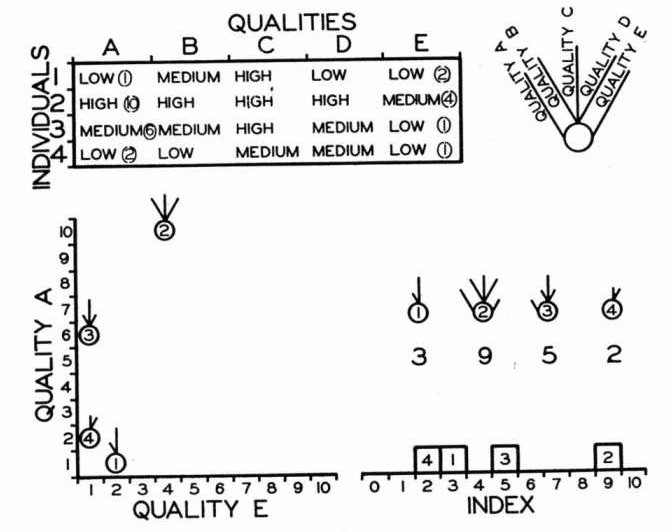 QUALITIES
A B C D E
INDIVIDUALS
1 LOW ① MEDIUM HIGH LOW LOW ②
2 HIGH ⑩ HIGH HIGH HIGH MEDIUM ④
3 MEDIUM ⑥ MEDIUM HIGH MEDIUM LOW ①
4 LOW ② LOW MEDIUM MEDIUM LOW ①
QUALITY A
QUALITY B
QUALITY C
QUALITY D
QUALITY E
QUALITY A
10
9
8
7
6
5
4
3
2
1
②
③
④
①
1 2 3 4 5 6 7 8 9 10
QUALITY E
① ② ③ ④
3 9 5 2
4 1 3 2
0 1 2 3 4 5 6 7 8 9 10
INDEX